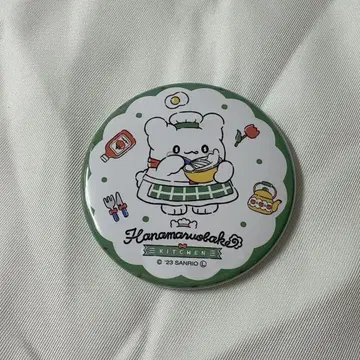 Hanamaruobake
KITCHEN
© '23 SANRIO Ⓛ